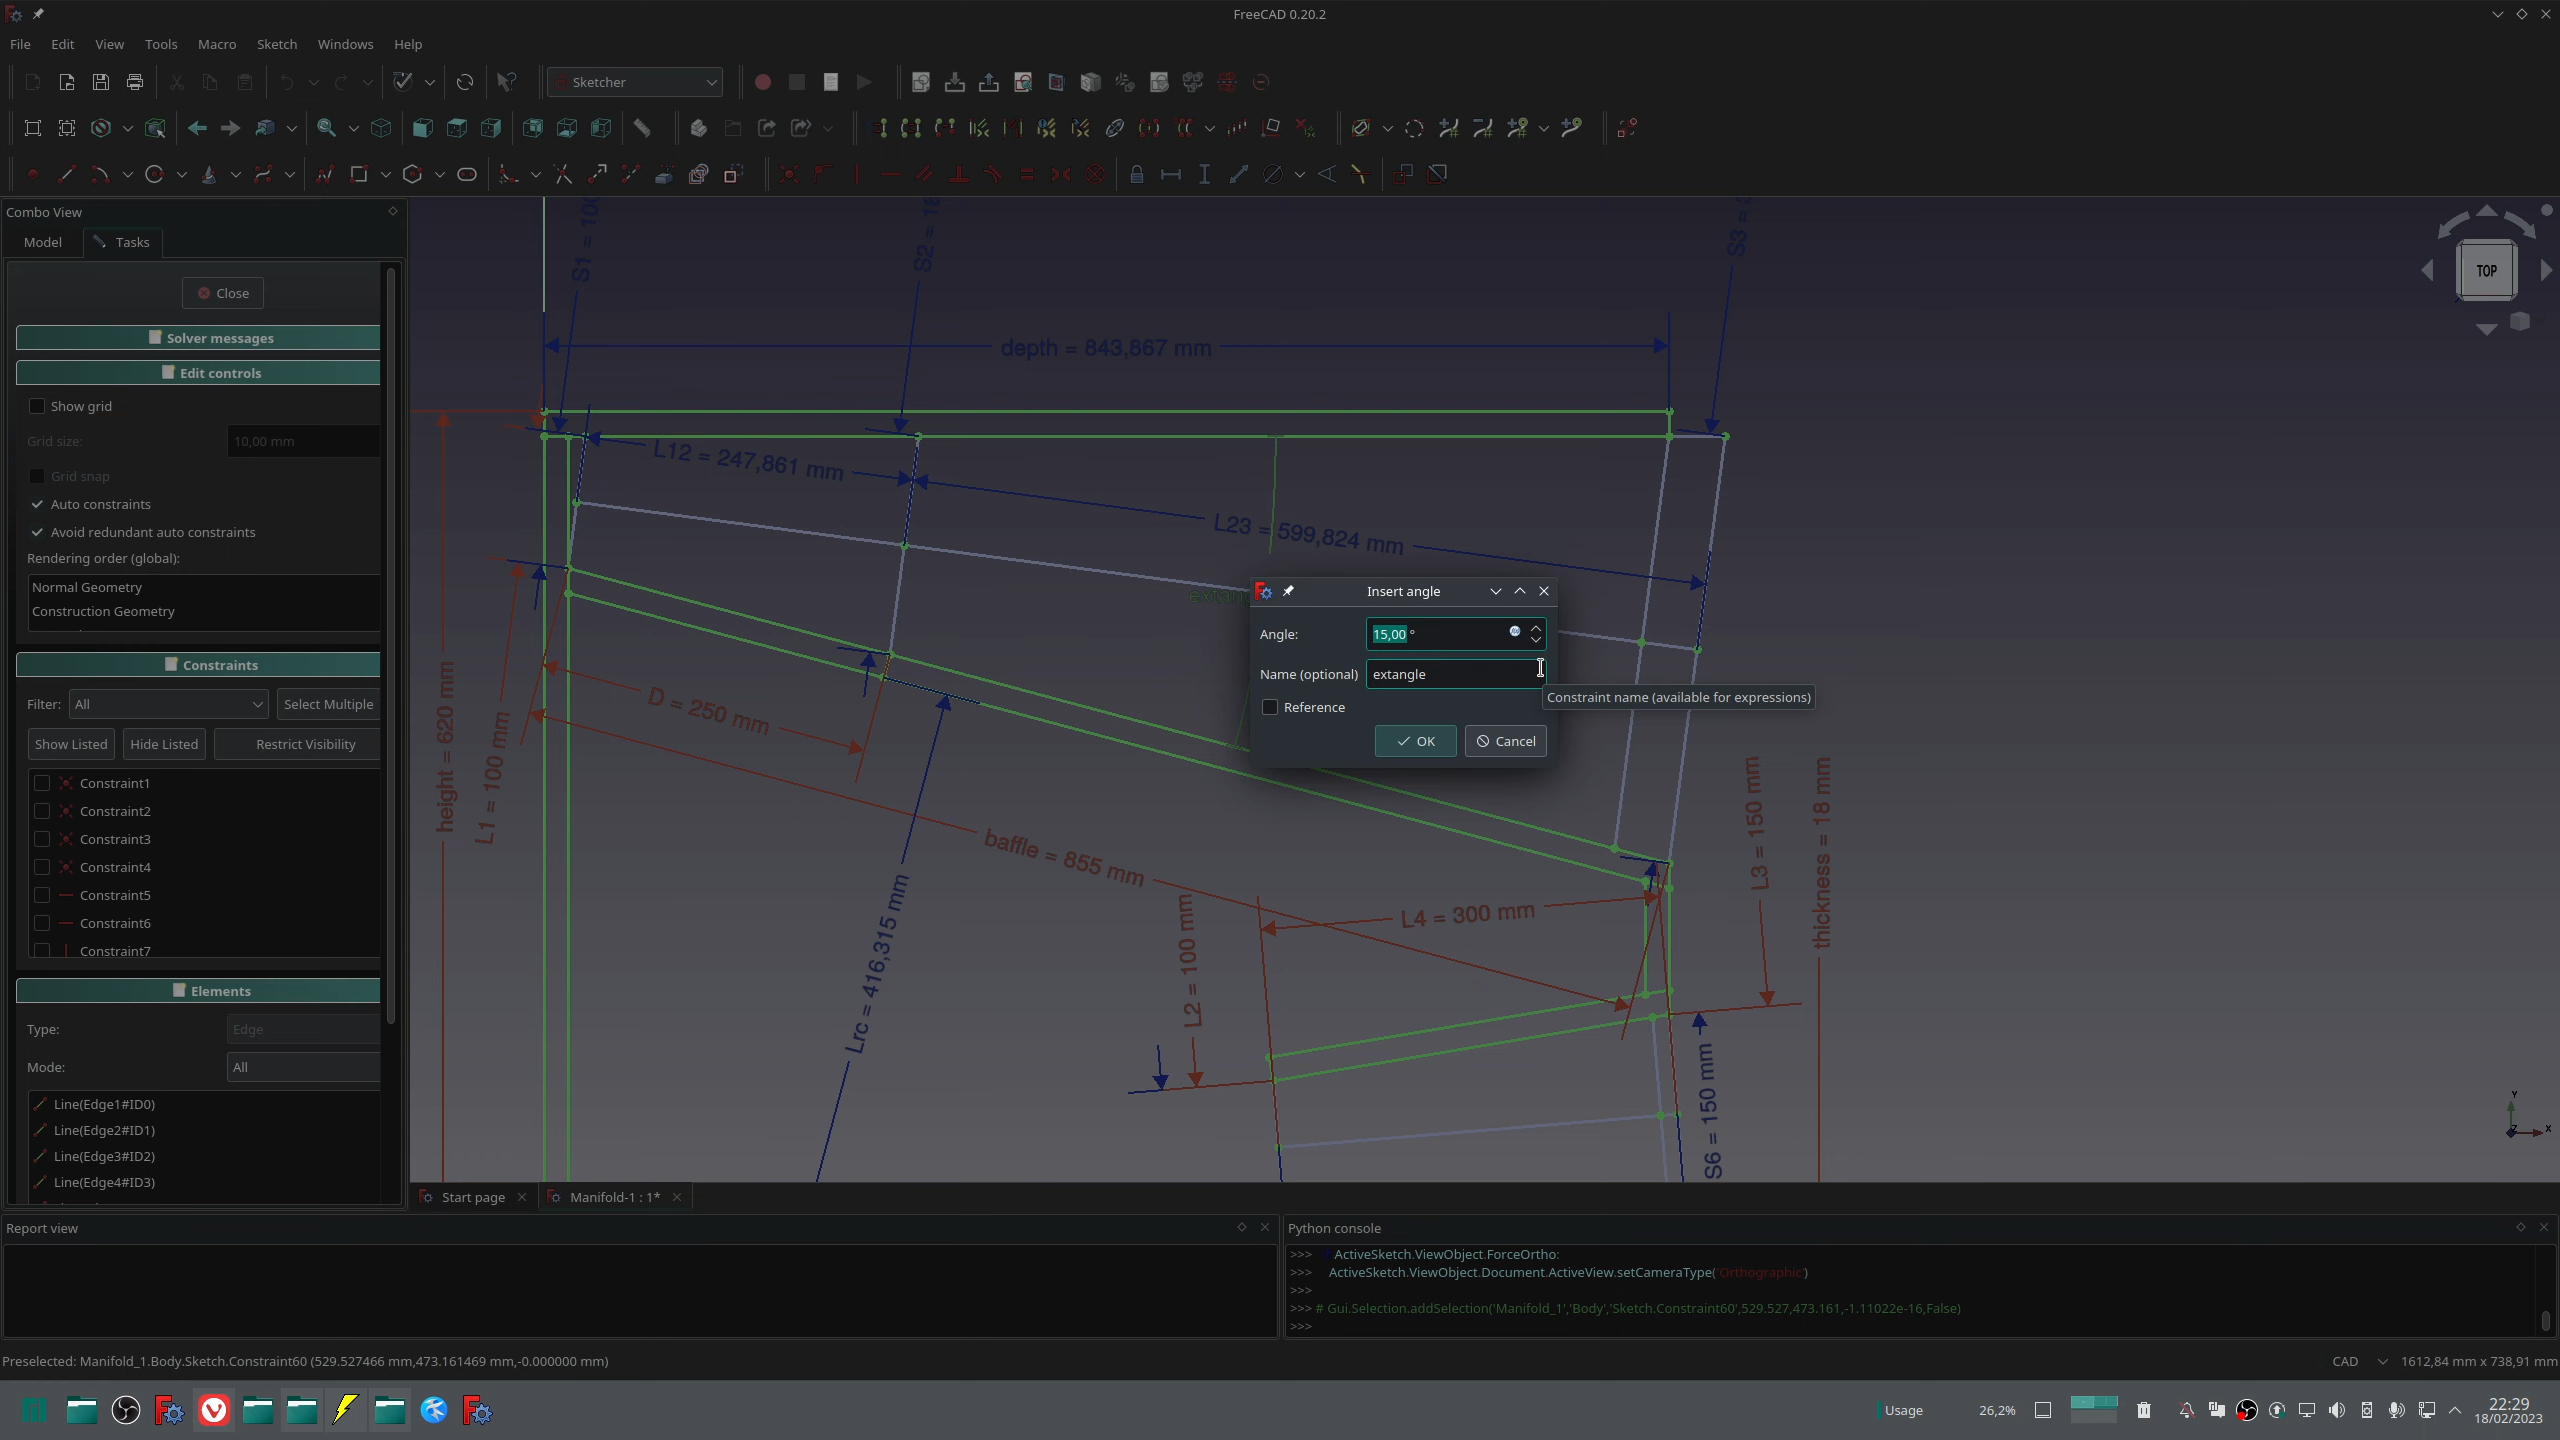 FreeCAD 0.20.2
File Edit View Tools Macro Sketch Windows Help
Sketcher
Combo View
Model
Tasks
Close
Solver messages
Edit controls
Show grid
Grid size:
10,00 mm
Grid snap
Auto constraints
Avoid redundant auto constraints
Rendering order (global):
Normal Geometry
Construction Geometry
Constraints
Filter:
All
Select Multiple
Show Listed
Hide Listed
Restrict Visibility
Constraint1
Constraint2
Constraint3
Constraint4
Constraint5
Constraint6
Constraint7
Elements
Type:
Edge
Mode:
All
Line(Edge1#ID0)
Line(Edge2#ID1)
Line(Edge3#ID2)
Line(Edge4#ID3)
S1 = 100
S2 =
S3 =
TOP
depth = 843,867 mm
L12 = 247,861 mm
L23 = 599,824 mm
height = 620 mm
L1 = 100 mm
D = 250 mm
baffle = 855 mm
Lrc = 416,315 mm
L2 = 100 mm
L4 = 300 mm
L3 = 150 mm
thickness = 18 mm
S6 = 150 mm
Insert angle
Angle:
15,00 °
Name (optional)
extangle
Reference
OK
Cancel
Constraint name (available for expressions)
Y
Z
X
Start page
Manifold-1 : 1*
Report view
Python console
>>> ActiveSketch.ViewObject.ForceOrtho:
>>> ActiveSketch.ViewObject.Document.ActiveView.setCameraType('Orthographic')
>>>
>>> # Gui.Selection.addSelection('Manifold_1','Body','Sketch.Constraint60',529.527,473.161,-1.11022e-16,False)
>>>
Preselected: Manifold_1.Body.Sketch.Constraint60 (529.527466 mm,473.161469 mm,-0.000000 mm)
CAD
1612,84 mm x 738,91 mm
Usage
26,2%
22:29
18/02/2023